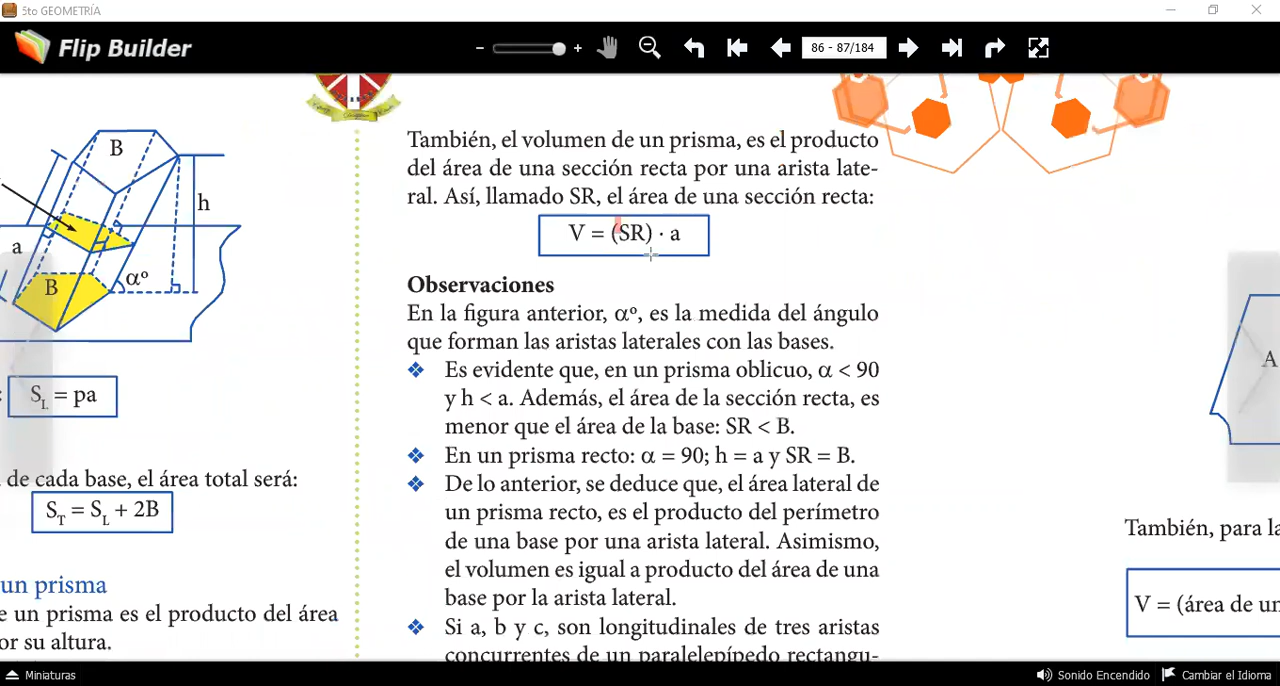 5to GEOMETRÍA
Flip Builder
86 - 87/184
B
h
a
B
αº
S_L = pa
de cada base, el área total será:
S_T = S_L + 2B
un prisma
e un prisma es el producto del área
or su altura.
También, el volumen de un prisma, es el producto
del área de una sección recta por una arista late-
ral. Así, llamado SR, el área de una sección recta:
V = (SR) · a
Observaciones
En la figura anterior, αº, es la medida del ángulo
que forman las aristas laterales con las bases.
❖ Es evidente que, en un prisma oblicuo, α < 90
y h < a. Además, el área de la sección recta, es
menor que el área de la base: SR < B.
❖ En un prisma recto: α = 90; h = a y SR = B.
❖ De lo anterior, se deduce que, el área lateral de
un prisma recto, es el producto del perímetro
de una base por una arista lateral. Asimismo,
el volumen es igual a producto del área de una
base por la arista lateral.
❖ Si a, b y c, son longitudinales de tres aristas
concurrentes de un paralelepípedo rectangu-
A
También, para la
V = (área de un
Miniaturas
Sonido Encendido
Cambiar el Idioma